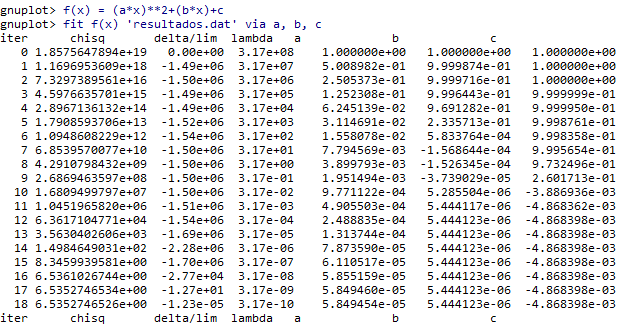 gnuplot> f(x) = (a*x)**2+(b*x)+c
gnuplot> fit f(x) 'resultados.dat' via a, b, c
iter chisq delta/lim lambda a b c
0 1.8575647894e+19 0.00e+00 3.17e+08 1.000000e+00 1.000000e+00 1.000000e+00
1 1.1696953609e+18 -1.49e+06 3.17e+07 5.008982e-01 9.999874e-01 1.000000e+00
2 7.3297389561e+16 -1.50e+06 3.17e+06 2.505373e-01 9.999716e-01 1.000000e+00
3 4.5976635701e+15 -1.49e+06 3.17e+05 1.252308e-01 9.996443e-01 9.999999e-01
4 2.8967136132e+14 -1.49e+06 3.17e+04 6.245139e-02 9.691282e-01 9.999950e-01
5 1.7908593706e+13 -1.52e+06 3.17e+03 3.114691e-02 2.335713e-01 9.998761e-01
6 1.0948608229e+12 -1.54e+06 3.17e+02 1.558078e-02 5.833764e-04 9.998358e-01
7 6.8539570077e+10 -1.50e+06 3.17e+01 7.794569e-03 -1.568644e-04 9.995654e-01
8 4.2910798432e+09 -1.50e+06 3.17e+00 3.899793e-03 -1.526345e-04 9.732496e-01
9 2.6869463597e+08 -1.50e+06 3.17e-01 1.951494e-03 -3.739029e-05 2.601713e-01
10 1.6809499797e+07 -1.50e+06 3.17e-02 9.771122e-04 5.285504e-06 -3.886936e-03
11 1.0451965820e+06 -1.51e+06 3.17e-03 4.905503e-04 5.444117e-06 -4.868362e-03
12 6.3617104771e+04 -1.54e+06 3.17e-04 2.488835e-04 5.444123e-06 -4.868398e-03
13 3.5630402606e+03 -1.69e+06 3.17e-05 1.313744e-04 5.444123e-06 -4.868398e-03
14 1.4984649031e+02 -2.28e+06 3.17e-06 7.873590e-05 5.444123e-06 -4.868398e-03
15 8.3459939581e+00 -1.70e+06 3.17e-07 6.110517e-05 5.444123e-06 -4.868398e-03
16 6.5361026744e+00 -2.77e+04 3.17e-08 5.855159e-05 5.444123e-06 -4.868398e-03
17 6.5352746534e+00 -1.27e+01 3.17e-09 5.849460e-05 5.444123e-06 -4.868398e-03
18 6.5352746526e+00 -1.23e-05 3.17e-10 5.849454e-05 5.444123e-06 -4.868398e-03
iter chisq delta/lim lambda a b c